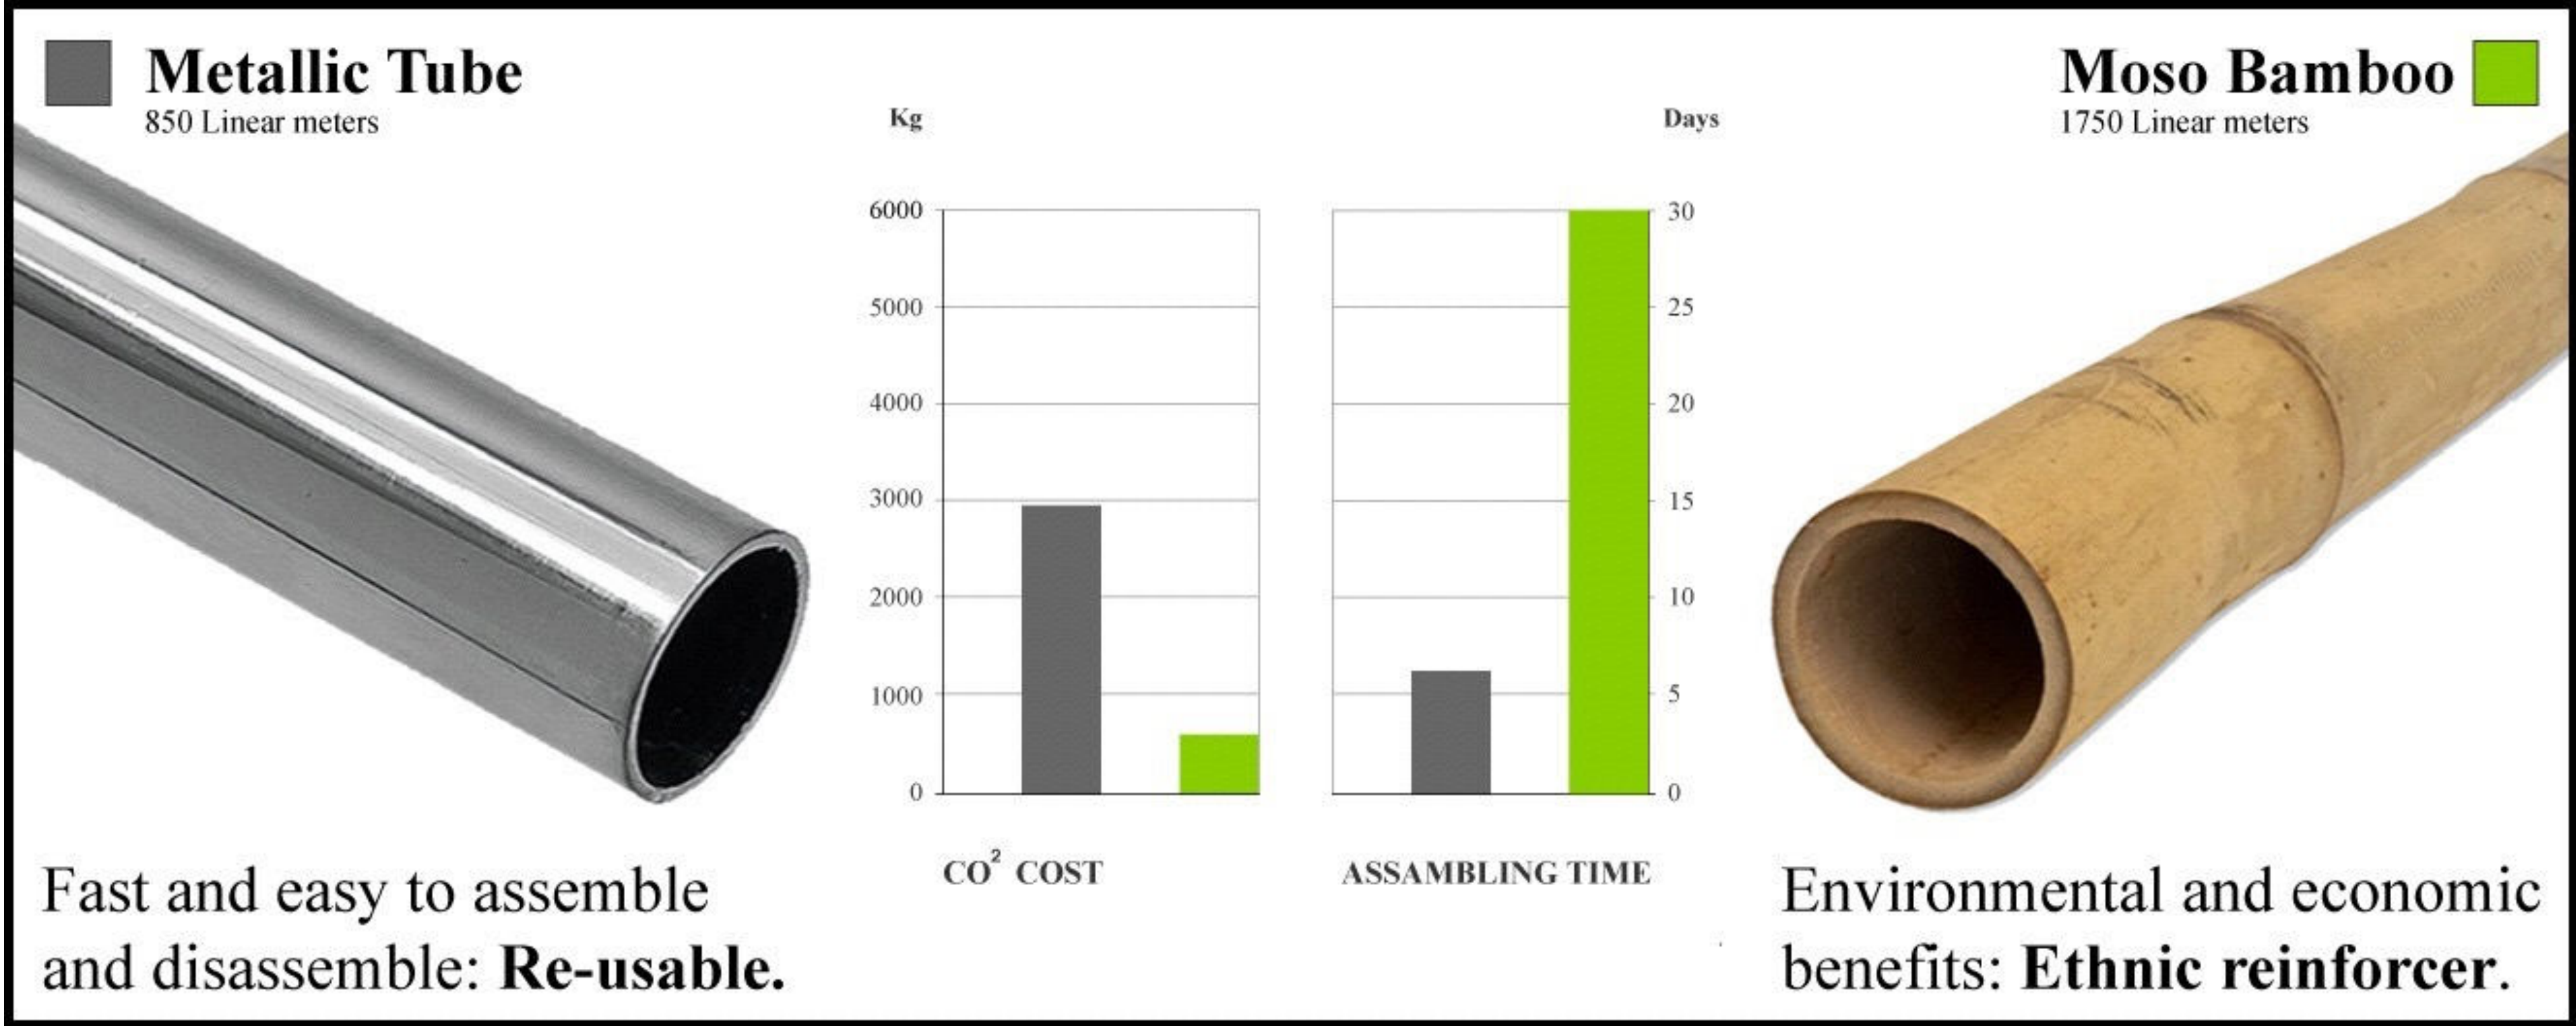 Metallic Tube
850 Linear meters
Moso Bamboo
1750 Linear meters
Kg
Days
6000
5000
4000
3000
2000
1000
0
30
25
20
15
10
5
0
CO² COST
ASSAMBLING TIME
Fast and easy to assemble
and disassemble: Re-usable.
Environmental and economic
benefits: Ethnic reinforcer.